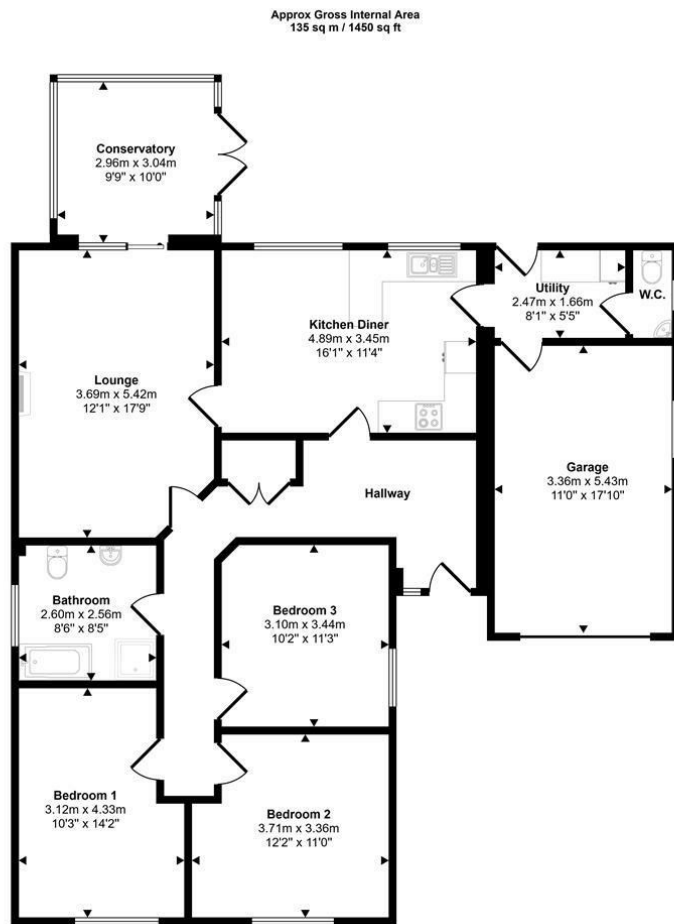 Approx Gross Internal Area
135 sq m / 1450 sq ft
Conservatory
2.96m x 3.04m
9'9" x 10'0"
Kitchen Diner
4.89m x 3.45m
16'1" x 11'4"
Utility
2.47m x 1.66m
8'1" x 5'5"
W.C.
Lounge
3.69m x 5.42m
12'1" x 17'9"
Hallway
Garage
3.36m x 5.43m
11'0" x 17'10"
Bathroom
2.60m x 2.56m
8'6" x 8'5"
Bedroom 3
3.10m x 3.44m
10'2" x 11'3"
Bedroom 1
3.12m x 4.33m
10'3" x 14'2"
Bedroom 2
3.71m x 3.36m
12'2" x 11'0"